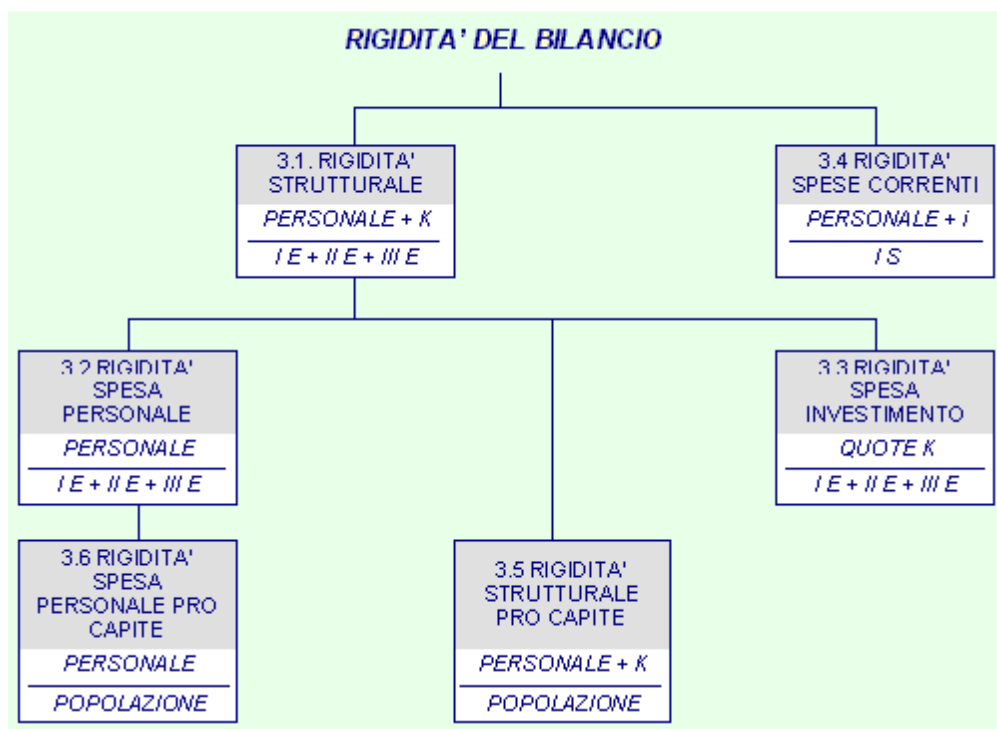 RIGIDITA' DEL BILANCIO
3.1. RIGIDITA'
STRUTTURALE
PERSONALE + K
I E + II E + III E
3.4 RIGIDITA'
SPESE CORRENTI
PERSONALE + i
I S
3.2 RIGIDITA'
SPESA
PERSONALE
PERSONALE
I E + II E + III E
3.3 RIGIDITA'
SPESA
INVESTIMENTO
QUOTE K
I E + II E + III E
3.6 RIGIDITA'
SPESA
PERSONALE PRO
CAPITE
PERSONALE
POPOLAZIONE
3.5 RIGIDITA'
STRUTTURALE
PRO CAPITE
PERSONALE + K
POPOLAZIONE